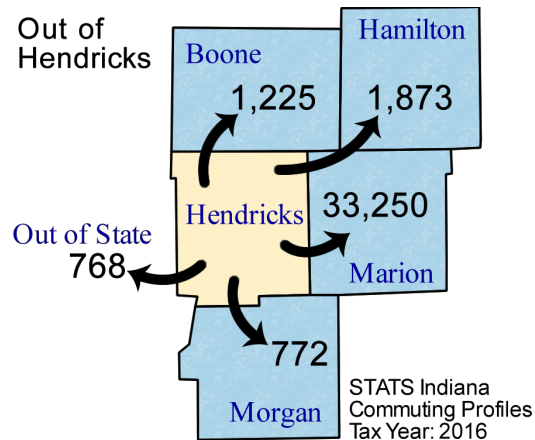 Out of
Hendricks
Hamilton
Boone
1,225
1,873
Hendricks
33,250
Out of State
768
Marion
772
Morgan
STATS Indiana
Commuting Profiles
Tax Year: 2016